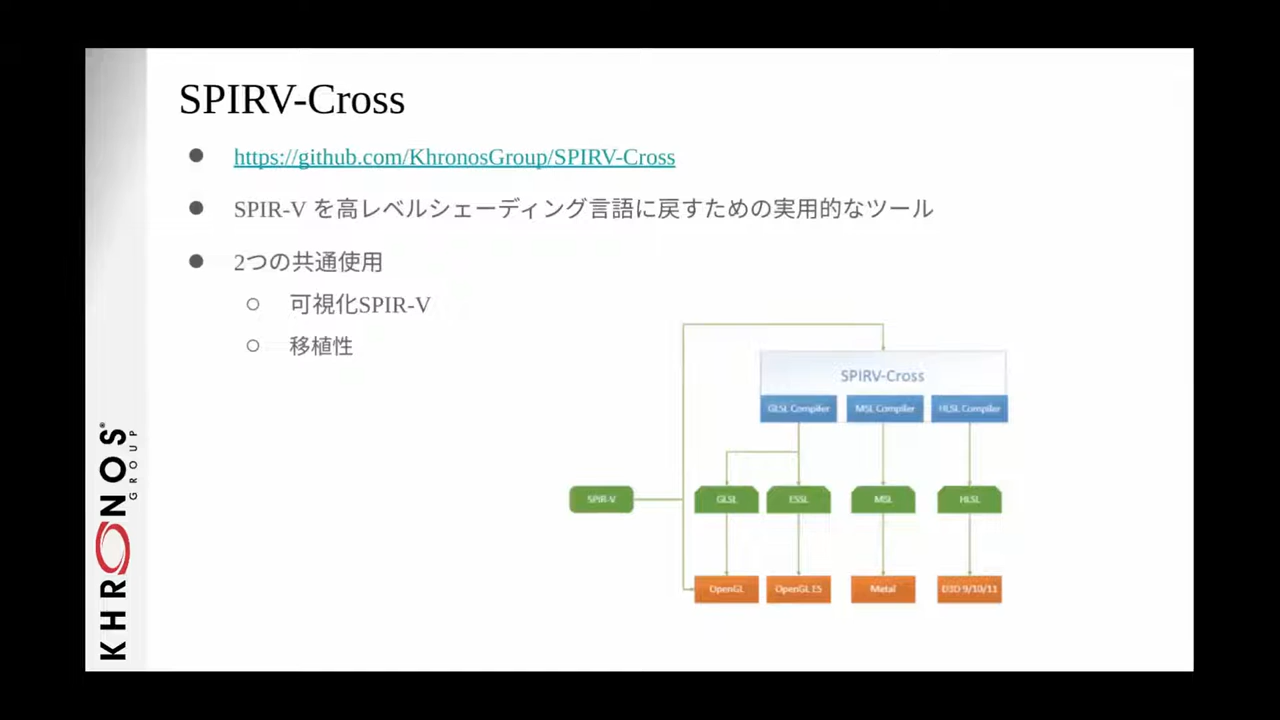 SPIRV-Cross
https://github.com/KhronosGroup/SPIRV-Cross
SPIR-V を高レベルシェーディング言語に戻すための実用的なツール
2つの共通使用
可視化SPIR-V
移植性
SPIRV-Cross
GLSL Compiler
MSL Compiler
HLSL Compiler
SPIR-V
GLSL
ESSL
MSL
HLSL
OpenGL
OpenGL ES
Metal
D3D 9/10/11
KHRONOS®
GROUP